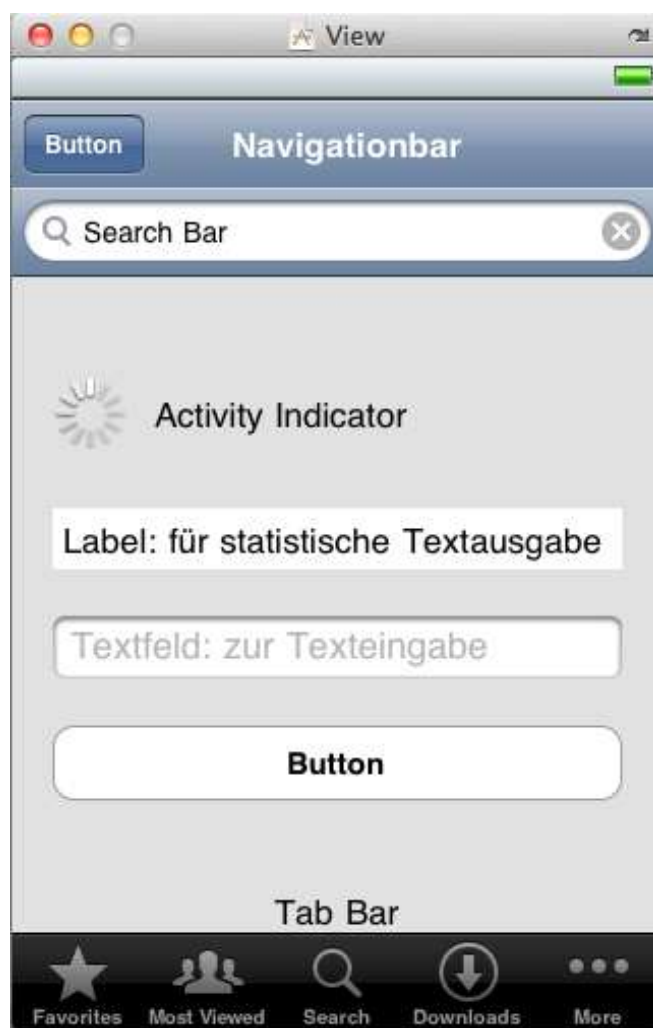 View
Button Navigationbar
Search Bar
Activity Indicator
Label: für statistische Textausgabe
Textfeld: zur Texteingabe
Button
Tab Bar
Favorites Most Viewed Search Downloads More